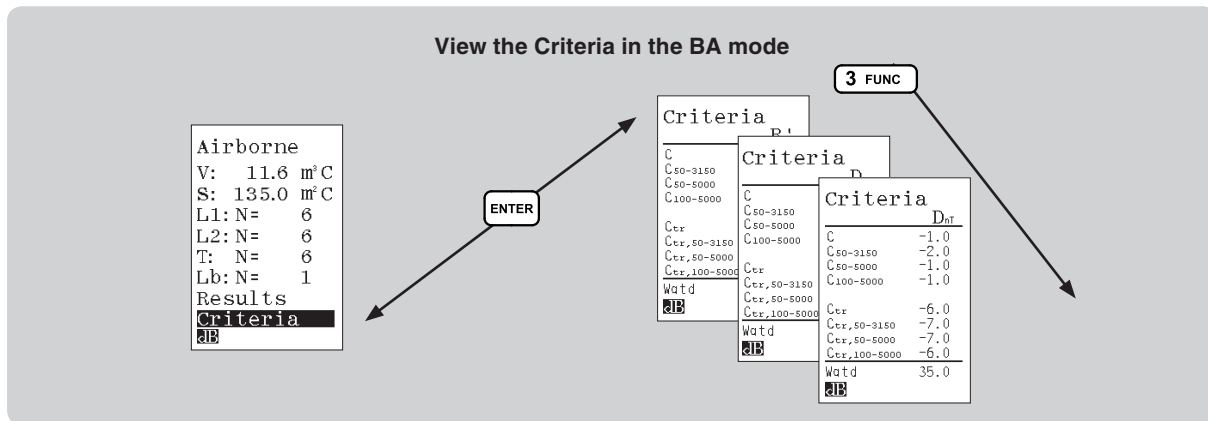 View the Criteria in the BA mode
3 FUNC
Airborne
V: 11.6 m³C
S: 135.0 m²C
L1: N= 6
L2: N= 6
T: N= 6
Lb: N= 1
Results
Criteria
dB
ENTER
Criteria
R'
C
C50-3150
C50-5000
C100-5000
Ctr
Ctr,50-3150
Ctr,50-5000
Ctr,100-5000
Watd
dB
Criteria
D
C
C50-3150
C50-5000
C100-5000
Ctr
Ctr,50-3150
Ctr,50-5000
Ctr,100-5000
Watd
dB
Criteria
DnT
C -1.0
C50-3150 -2.0
C50-5000 -1.0
C100-5000 -1.0
Ctr -6.0
Ctr,50-3150 -7.0
Ctr,50-5000 -7.0
Ctr,100-5000 -6.0
Watd 35.0
dB